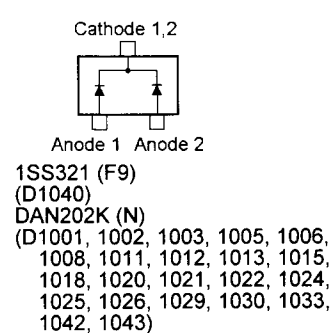 Cathode 1,2
Anode 1 Anode 2
1SS321 (F9)
(D1040)
DAN202K (N)
(D1001, 1002, 1003, 1005, 1006,
1008, 1011, 1012, 1013, 1015,
1018, 1020, 1021, 1022, 1024,
1025, 1026, 1029, 1030, 1033,
1042, 1043)